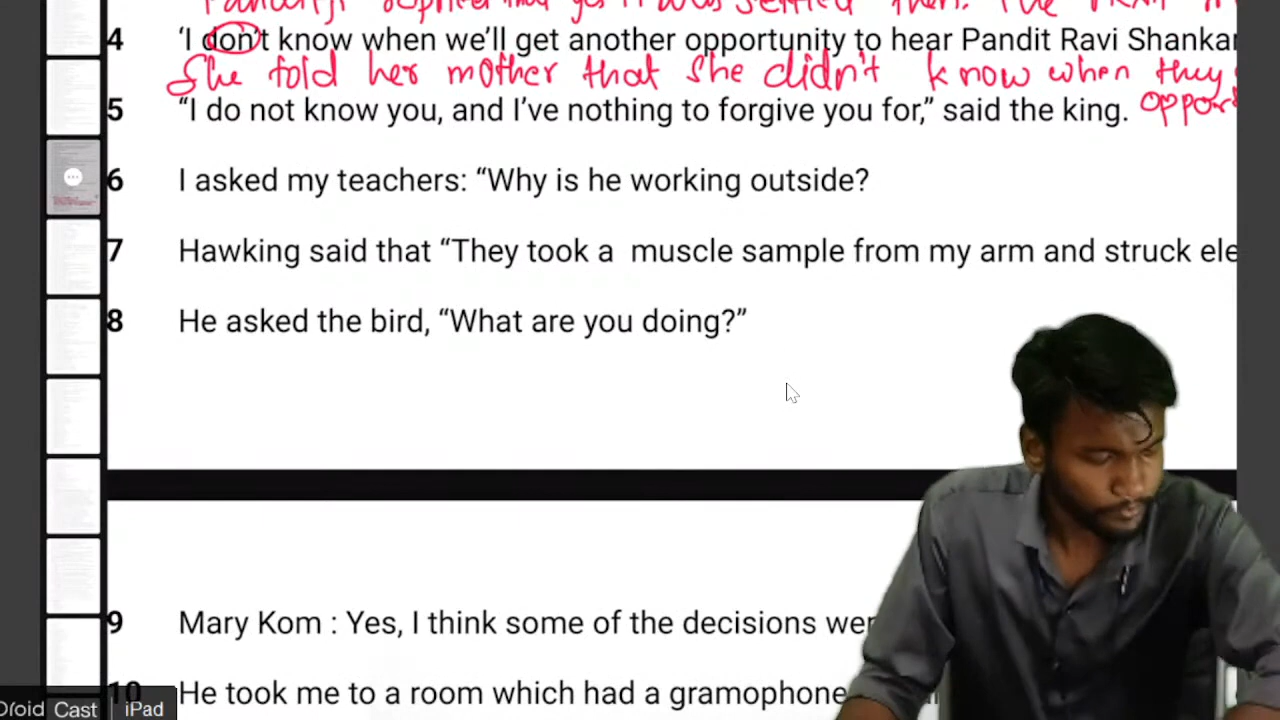 4 ‘I don’t know when we’ll get another opportunity to hear Pandit Ravi Shankar
She told her mother that she didn't know when they
5 “I do not know you, and I’ve nothing to forgive you for,” said the king.
6 I asked my teachers: “Why is he working outside?
7 Hawking said that “They took a muscle sample from my arm and struck ele
8 He asked the bird, “What are you doing?”
9 Mary Kom : Yes, I think some of the decisions wer
10 He took me to a room which had a gramophone
Droid Cast iPad